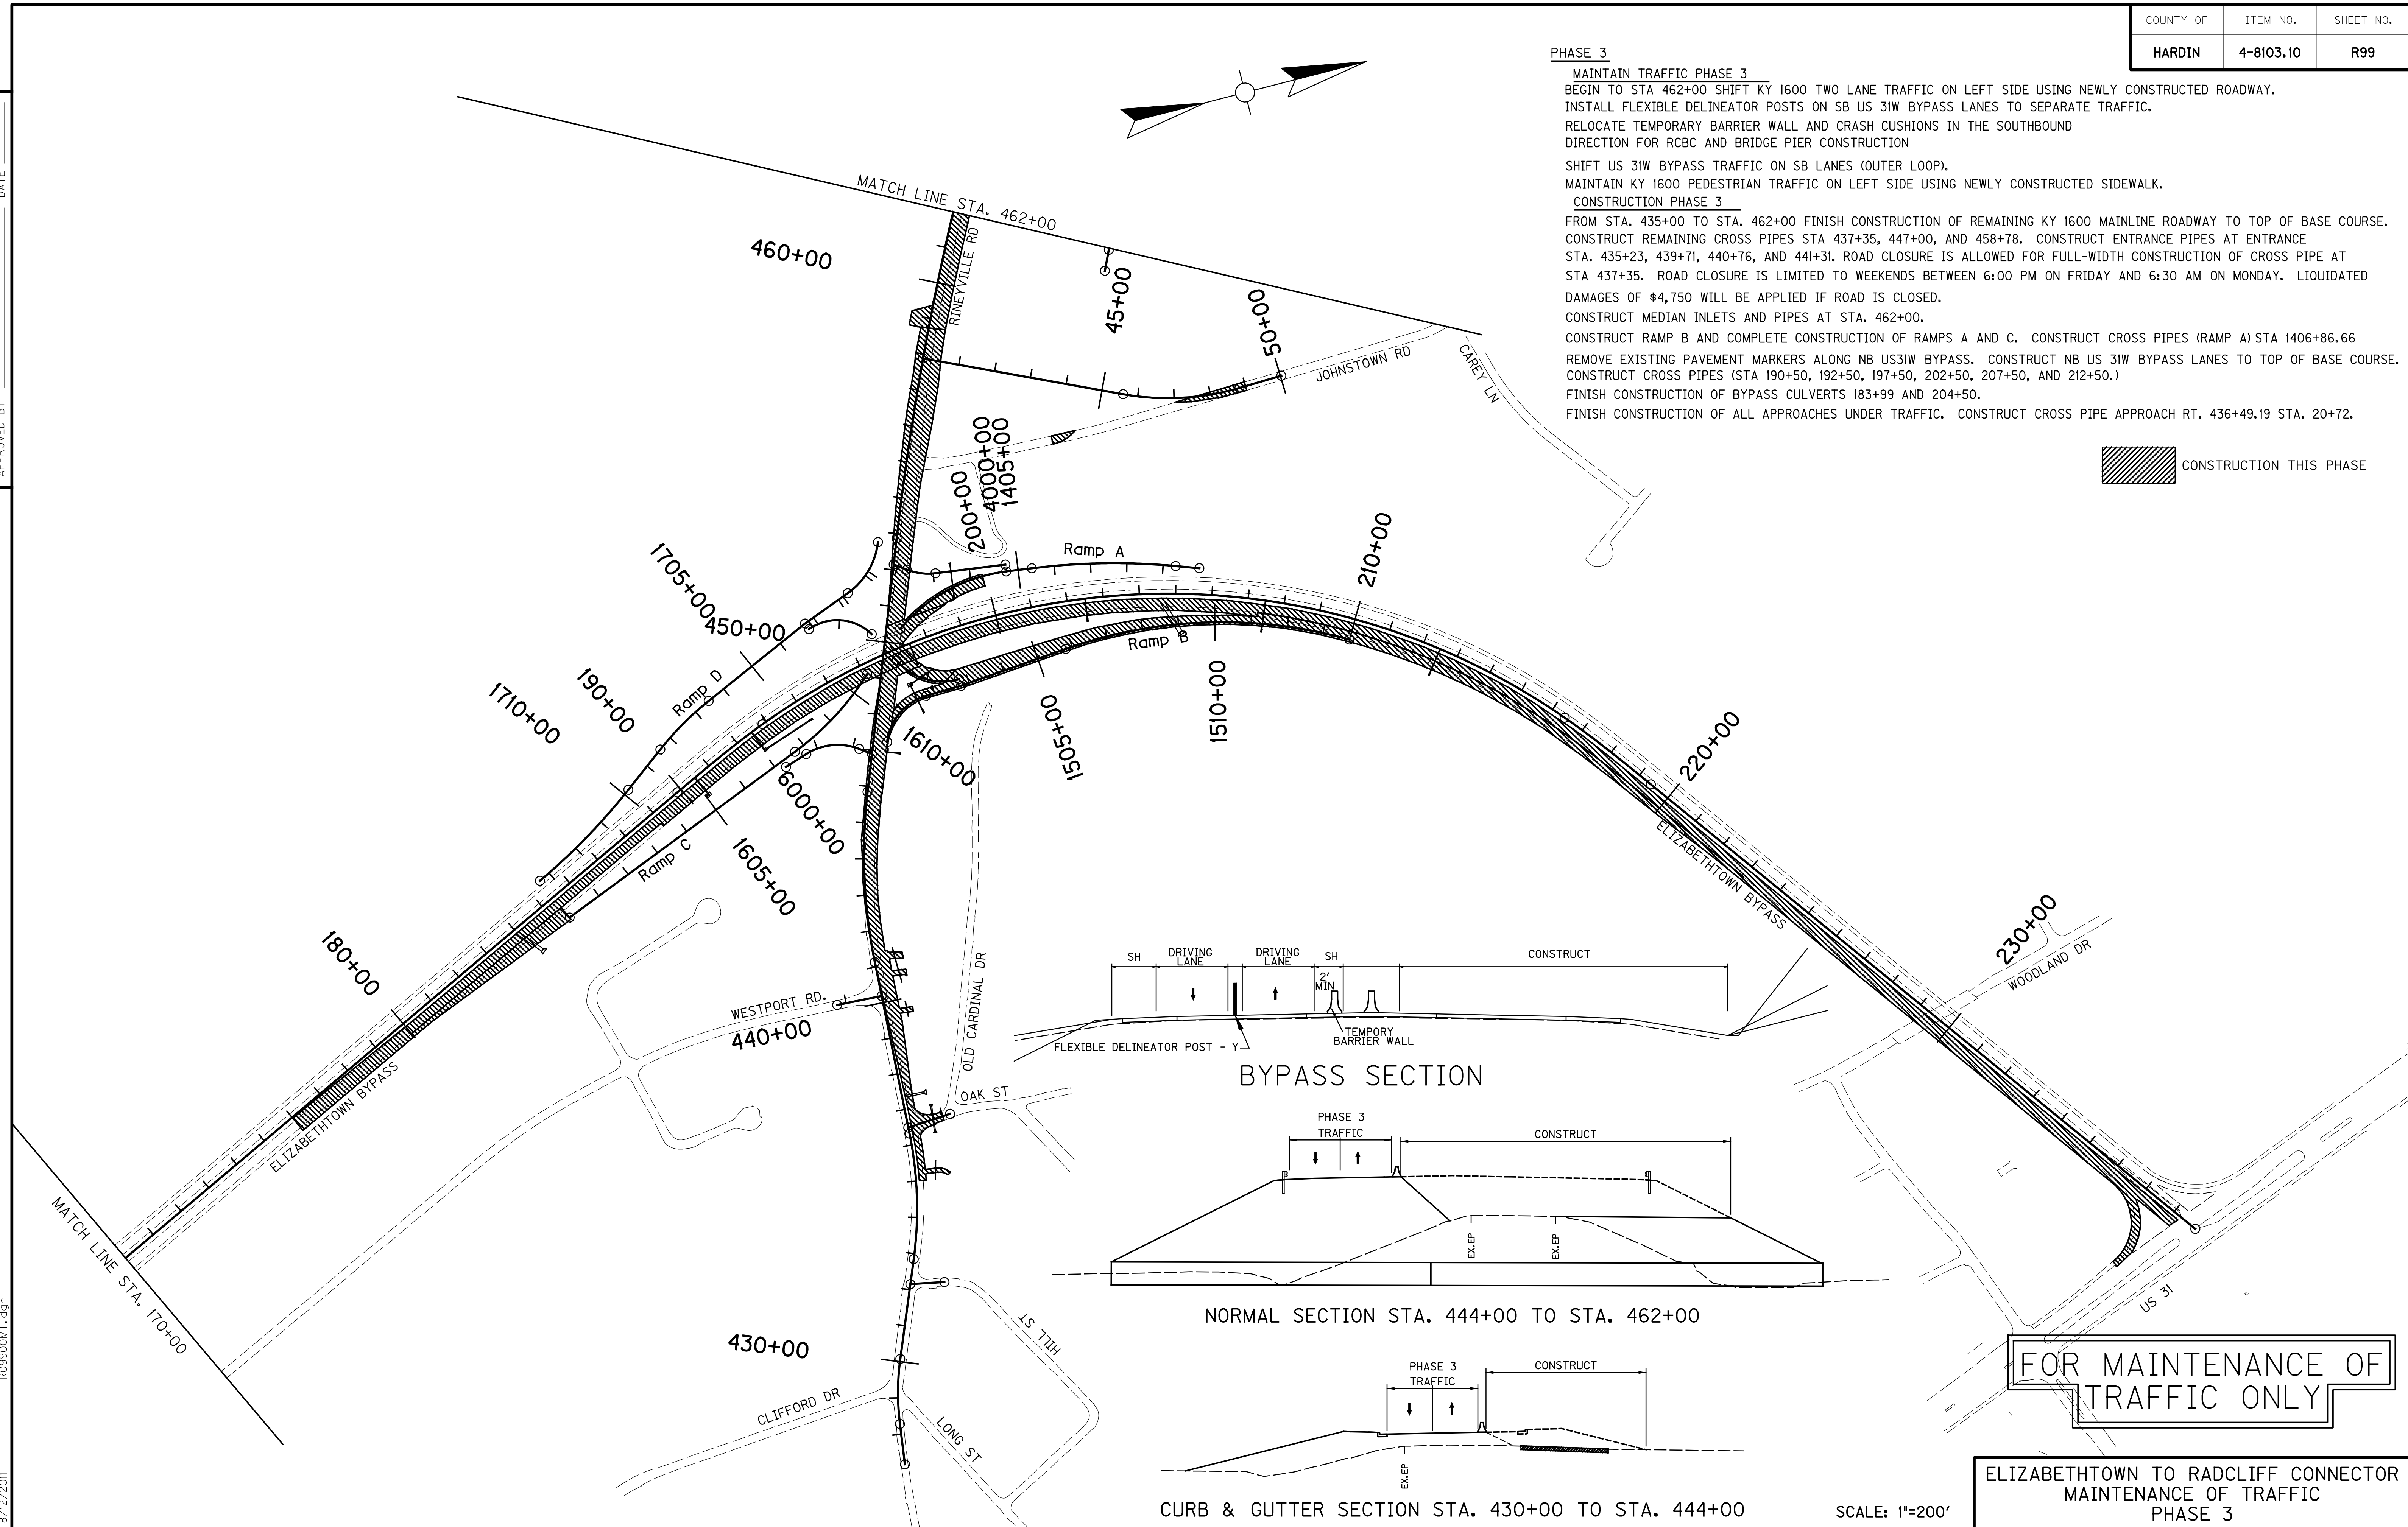 COUNTY OF ITEM NO. SHEET NO.
HARDIN 4-8103.10 R99
PHASE 3
MAINTAIN TRAFFIC PHASE 3
BEGIN TO STA 462+00 SHIFT KY 1600 TWO LANE TRAFFIC ON LEFT SIDE USING NEWLY CONSTRUCTED ROADWAY.
INSTALL FLEXIBLE DELINEATOR POSTS ON SB US 31W BYPASS LANES TO SEPARATE TRAFFIC.
RELOCATE TEMPORARY BARRIER WALL AND CRASH CUSHIONS IN THE SOUTHBOUND
DIRECTION FOR RCBC AND BRIDGE PIER CONSTRUCTION
SHIFT US 31W BYPASS TRAFFIC ON SB LANES (OUTER LOOP).
MAINTAIN KY 1600 PEDESTRIAN TRAFFIC ON LEFT SIDE USING NEWLY CONSTRUCTED SIDEWALK.
CONSTRUCTION PHASE 3
FROM STA. 435+00 TO STA. 462+00 FINISH CONSTRUCTION OF REMAINING KY 1600 MAINLINE ROADWAY TO TOP OF BASE COURSE.
CONSTRUCT REMAINING CROSS PIPES STA 437+35, 447+00, AND 458+78. CONSTRUCT ENTRANCE PIPES AT ENTRANCE
STA. 435+23, 439+71, 440+76, AND 441+31. ROAD CLOSURE IS ALLOWED FOR FULL-WIDTH CONSTRUCTION OF CROSS PIPE AT
STA 437+35. ROAD CLOSURE IS LIMITED TO WEEKENDS BETWEEN 6:00 PM ON FRIDAY AND 6:30 AM ON MONDAY. LIQUIDATED
DAMAGES OF $4,750 WILL BE APPLIED IF ROAD IS CLOSED.
CONSTRUCT MEDIAN INLETS AND PIPES AT STA. 462+00.
CONSTRUCT RAMP B AND COMPLETE CONSTRUCTION OF RAMPS A AND C. CONSTRUCT CROSS PIPES (RAMP A) STA 1406+86.66
REMOVE EXISTING PAVEMENT MARKERS ALONG NB US31W BYPASS. CONSTRUCT NB US 31W BYPASS LANES TO TOP OF BASE COURSE.
CONSTRUCT CROSS PIPES (STA 190+50, 192+50, 197+50, 202+50, 207+50, AND 212+50.)
FINISH CONSTRUCTION OF BYPASS CULVERTS 183+99 AND 204+50.
FINISH CONSTRUCTION OF ALL APPROACHES UNDER TRAFFIC. CONSTRUCT CROSS PIPE APPROACH RT. 436+49.19 STA. 20+72.
CONSTRUCTION THIS PHASE
MATCH LINE STA. 462+00
460+00
RINEYVILLE RD
45+00
50+00
JOHNSTOWN RD
CAREY LN
200+00
4000+00
1405+00
Ramp A
210+00
1705+00
450+00
Ramp B
Ramp D
190+00
1710+00
1510+00
1505+00
1610+00
6000+00
1605+00
Ramp C
220+00
ELIZABETHTOWN BYPASS
180+00
ELIZABETHTOWN BYPASS
MATCH LINE STA. 170+00
WESTPORT RD.
440+00
OLD CARDINAL DR
OAK ST
230+00
WOODLAND DR
US 31
HILL ST
430+00
CLIFFORD DR
LONG ST
SH DRIVING LANE DRIVING LANE SH CONSTRUCT
2' MIN
TEMPORY
BARRIER WALL
FLEXIBLE DELINEATOR POST - Y
BYPASS SECTION
PHASE 3
TRAFFIC CONSTRUCT
EX.EP EX.EP
NORMAL SECTION STA. 444+00 TO STA. 462+00
PHASE 3
TRAFFIC CONSTRUCT
EX.EP
CURB & GUTTER SECTION STA. 430+00 TO STA. 444+00
SCALE: 1"=200'
FOR MAINTENANCE OF
TRAFFIC ONLY
ELIZABETHTOWN TO RADCLIFF CONNECTOR
MAINTENANCE OF TRAFFIC
PHASE 3
DATE
APPROVED BY
R09900MT.dgn
8/12/2011